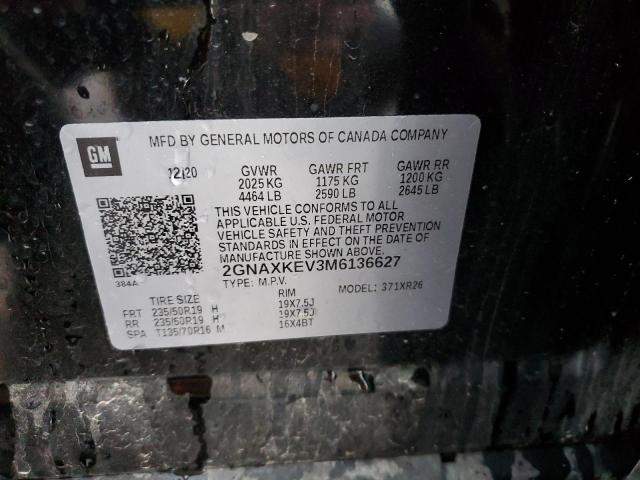 GM
MFD BY GENERAL MOTORS OF CANADA COMPANY
12/20 GVWR GAWR FRT GAWR RR
2025 KG 1175 KG 1200 KG
4464 LB 2590 LB 2645 LB
THIS VEHICLE CONFORMS TO ALL
APPLICABLE U.S. FEDERAL MOTOR
VEHICLE SAFETY AND THEFT PREVENTION
STANDARDS IN EFFECT ON THE DATE OF
MANUFACTURE SHOWN ABOVE.
384A
2GNAXKEV3M6136627
TYPE: M.P.V. MODEL: 371XR26
TIRE SIZE RIM
FRT 235/50R19 H 19X7.5J
RR 235/50R19 H 19X7.5J
SPA T135/70R16 M 16X4BT